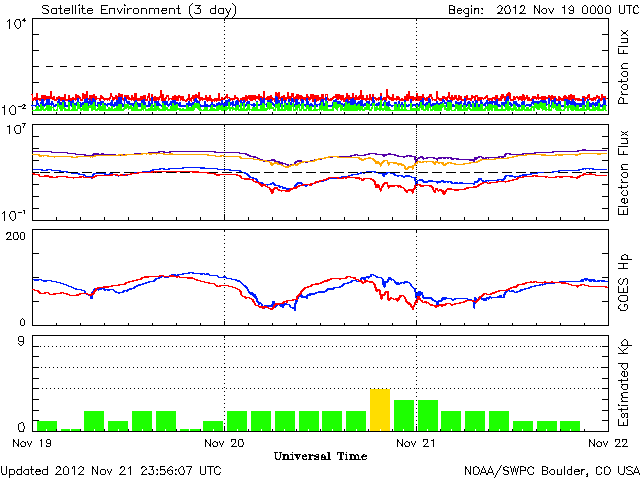 Satellite Environment (3 day) Begin: 2012 Nov 19 0000 UTC
10^4
10^-2
Proton Flux
10^7
10^-1
Electron Flux
200
0
GOES Hp
9
0
Estimated Kp
Nov 19 Nov 20 Nov 21 Nov 22
Universal Time
Updated 2012 Nov 21 23:56:07 UTC NOAA/SWPC Boulder, CO USA